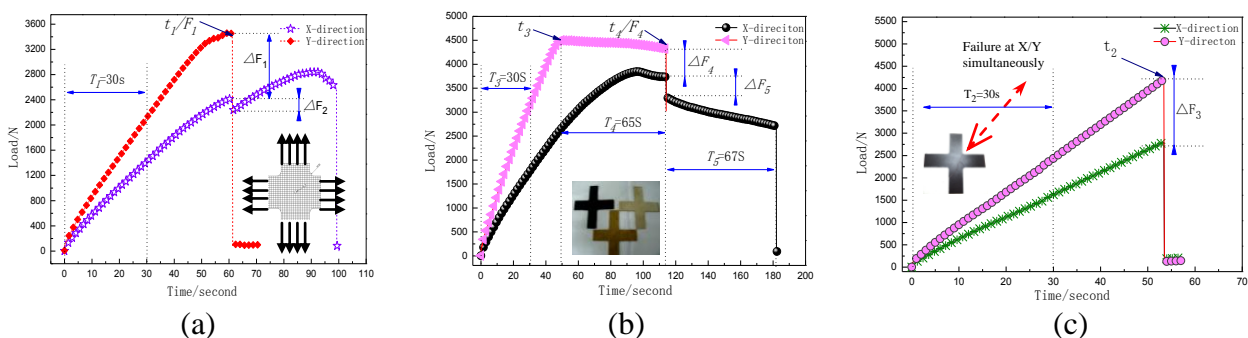 3600
3200
2800
2400
2000
1600
1200
800
400
0
Load/N
t₁/F₁
X-direction
Y-direction
△F₁
T₁=30s
△F₂
0 10 20 30 40 50 60 70 80 90 100 110
Time/second
(a)
5000
4500
4000
3500
3000
2500
2000
1500
1000
500
0
Load/N
t₃
t₄/F₄
X-direciton
Y-direciton
△F₄
T₃=30S
△F₅
T₄=65S
T₅=67S
0 20 40 60 80 100 120 140 160 180 200
Time/second
(b)
5500
5000
4500
4000
3500
3000
2500
2000
1500
1000
500
0
Load/N
X-direction
Y-direction
Failure at X/Y
simultaneously
t₂
T₂=30s
△F₃
0 10 20 30 40 50 60 70
Time/second
(c)